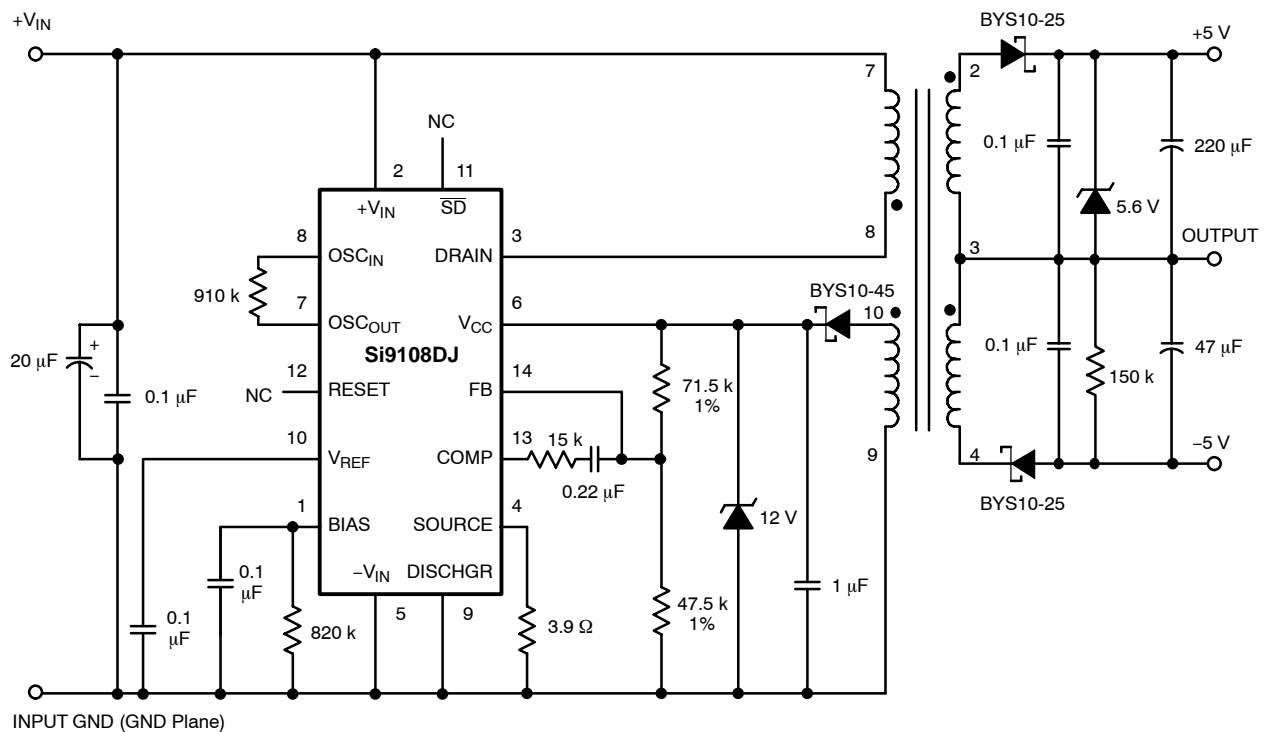 +VIN
BYS10-25
+5 V
7
2
NC
2
11
+VIN
SD
0.1 μF
220 μF
5.6 V
8
OSCIN
DRAIN
3
8
3
OUTPUT
910 k
7
OSCOUT
VCC
6
BYS10-45
10
Si9108DJ
20 μF
+
−
0.1 μF
12
NC
RESET
FB
14
71.5 k
1%
0.1 μF
150 k
47 μF
10
VREF
COMP
13
15 k
0.22 μF
9
4
−5 V
BYS10-25
1
BIAS
SOURCE
4
12 V
−VIN
DISCHGR
0.1
μF
0.1
μF
820 k
5
9
3.9 Ω
47.5 k
1%
1 μF
INPUT GND (GND Plane)